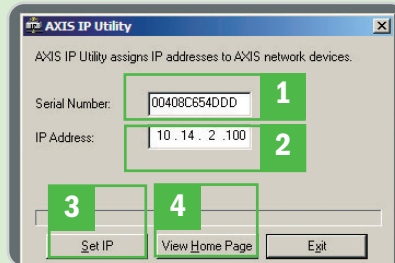 AXIS IP Utility
AXIS IP Utility assigns IP addresses to AXIS network devices.
Serial Number: 00408C654DDD 1
IP Address: 10 . 14 . 2 .100 2
3 4
Set IP View Home Page Exit